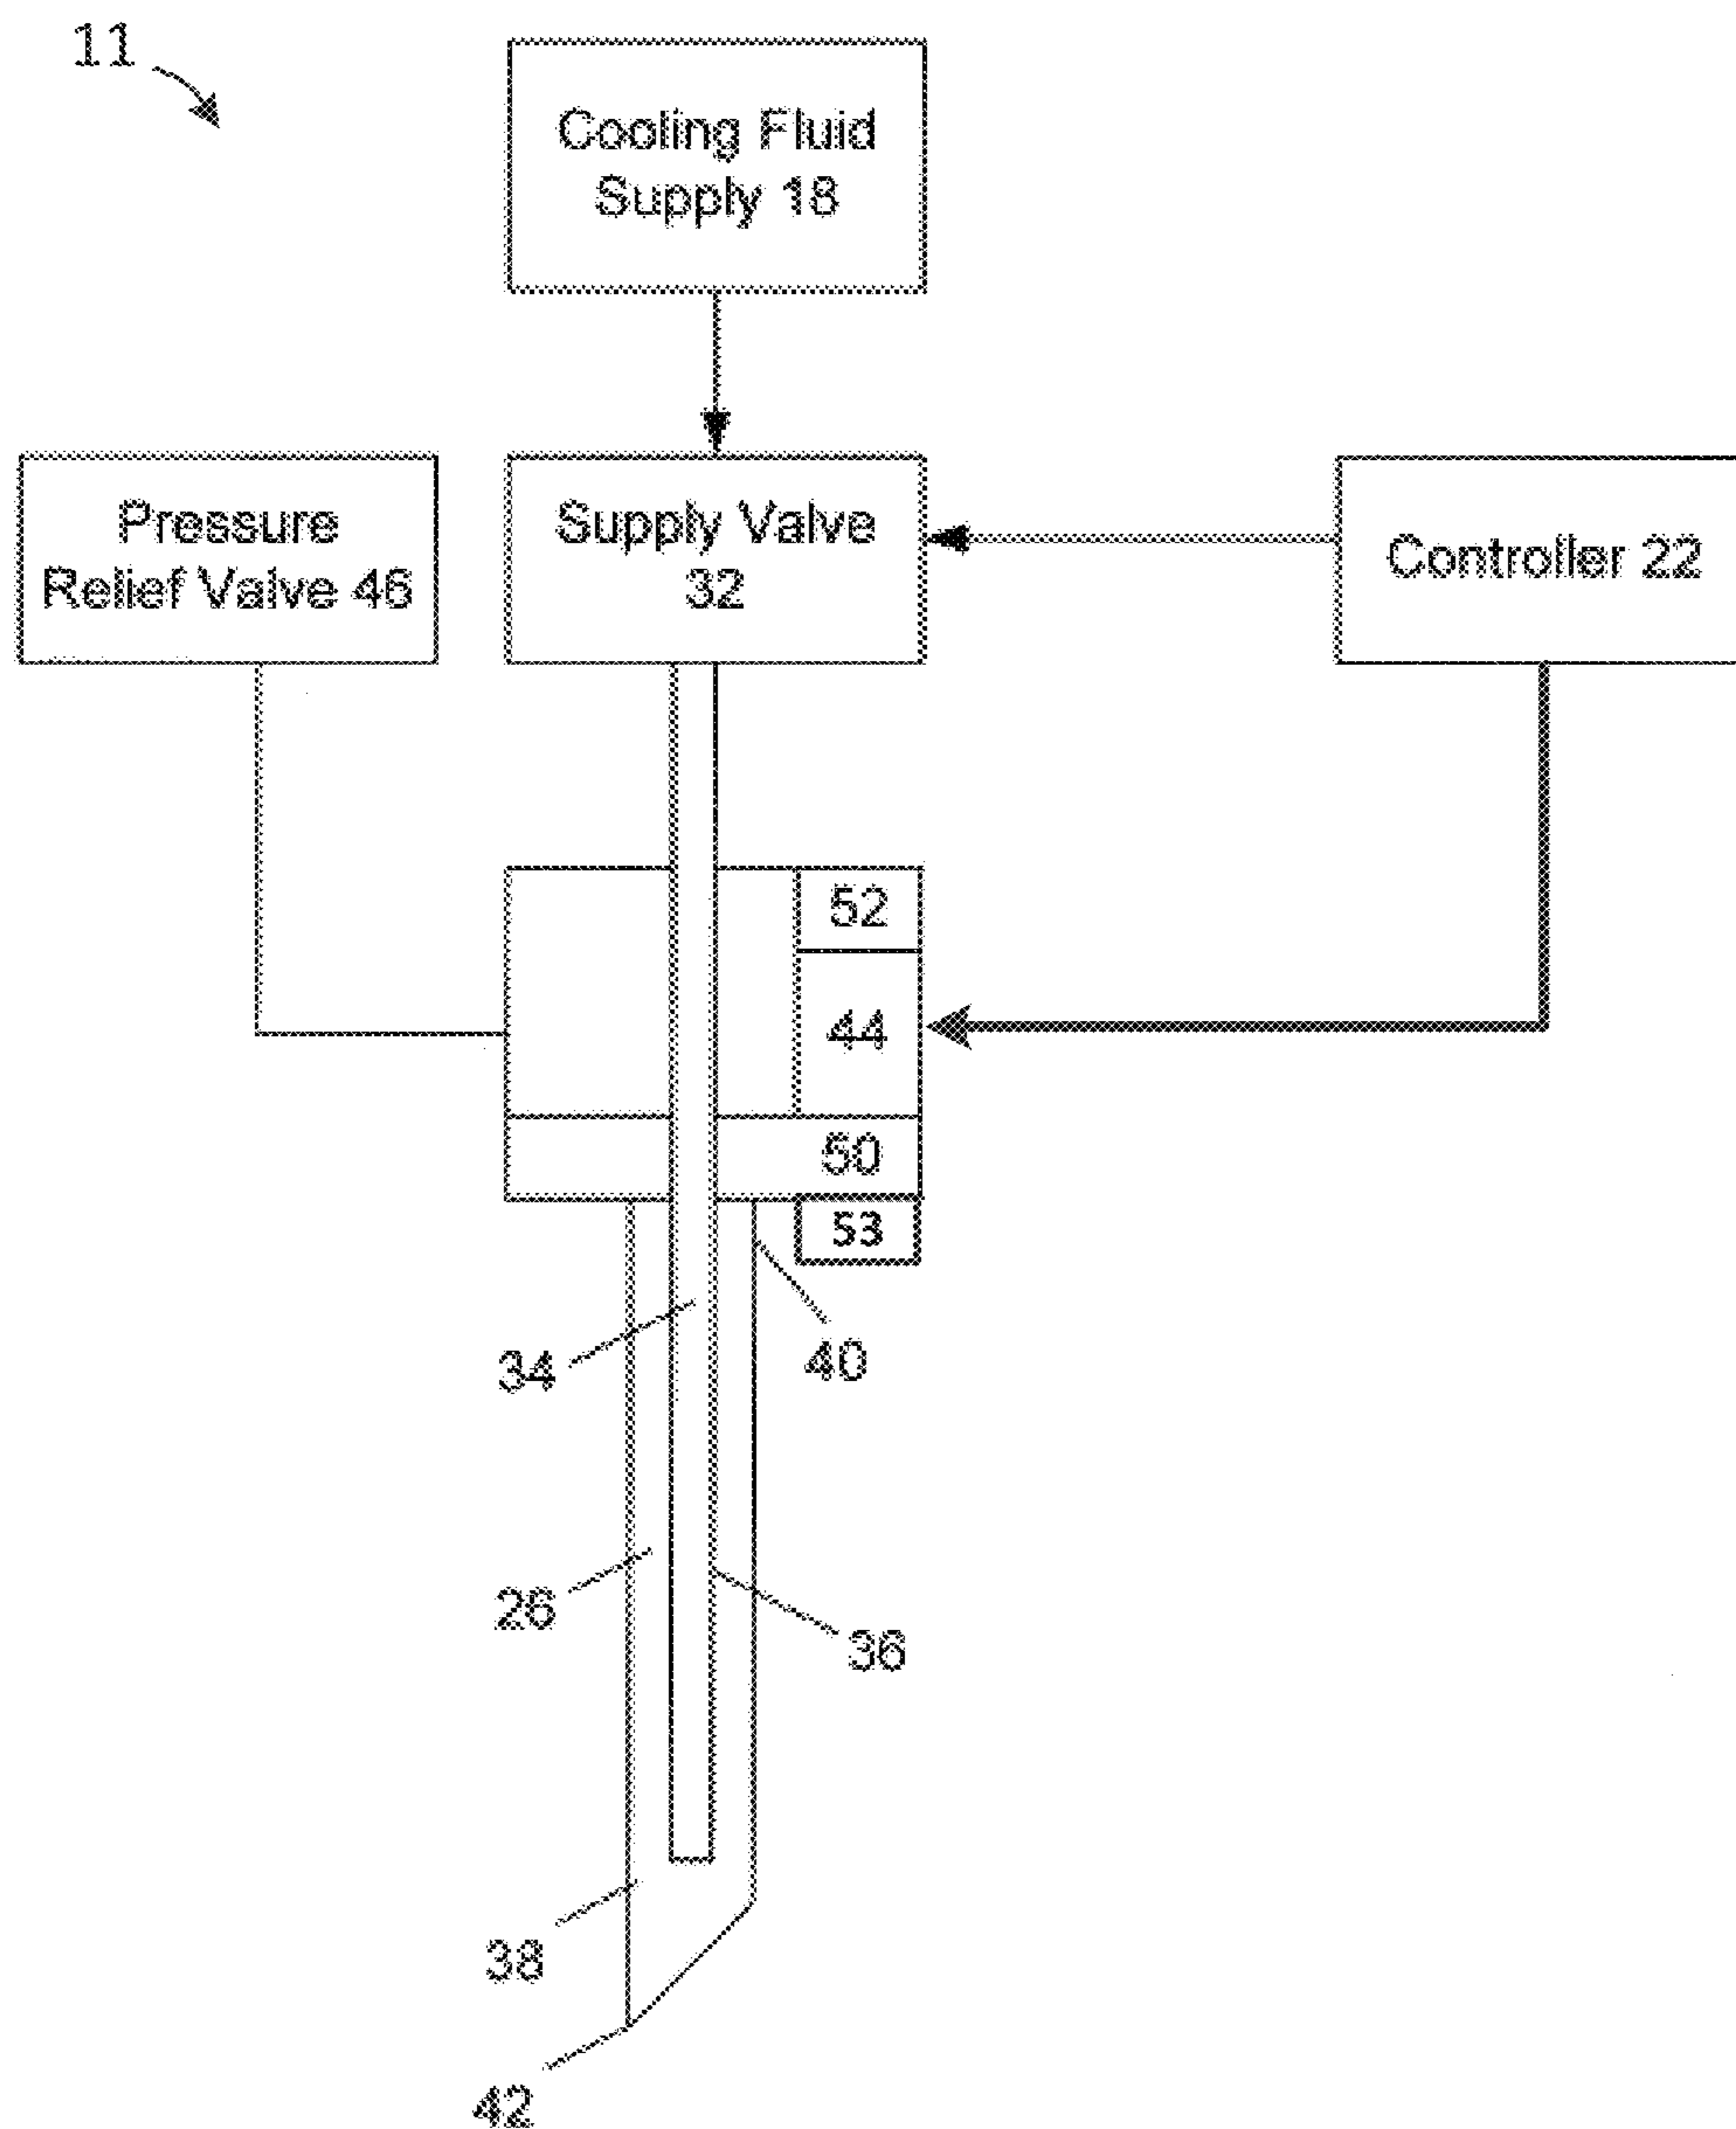 11
Cooling Fluid
Supply 18
Pressure
Relief Valve 46
Supply Valve
32
Controller 22
52
44
50
53
34
40
26
36
38
42